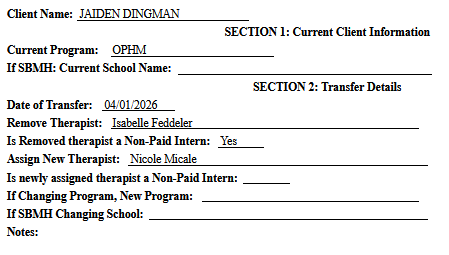 Client Name: JAIDEN DINGMAN
SECTION 1: Current Client Information
Current Program: OPHM
If SBMH: Current School Name:
SECTION 2: Transfer Details
Date of Transfer: 04/01/2026
Remove Therapist: Isabelle Feddeler
Is Removed therapist a Non-Paid Intern: Yes
Assign New Therapist: Nicole Micale
Is newly assigned therapist a Non-Paid Intern:
If Changing Program, New Program:
If SBMH Changing School:
Notes: